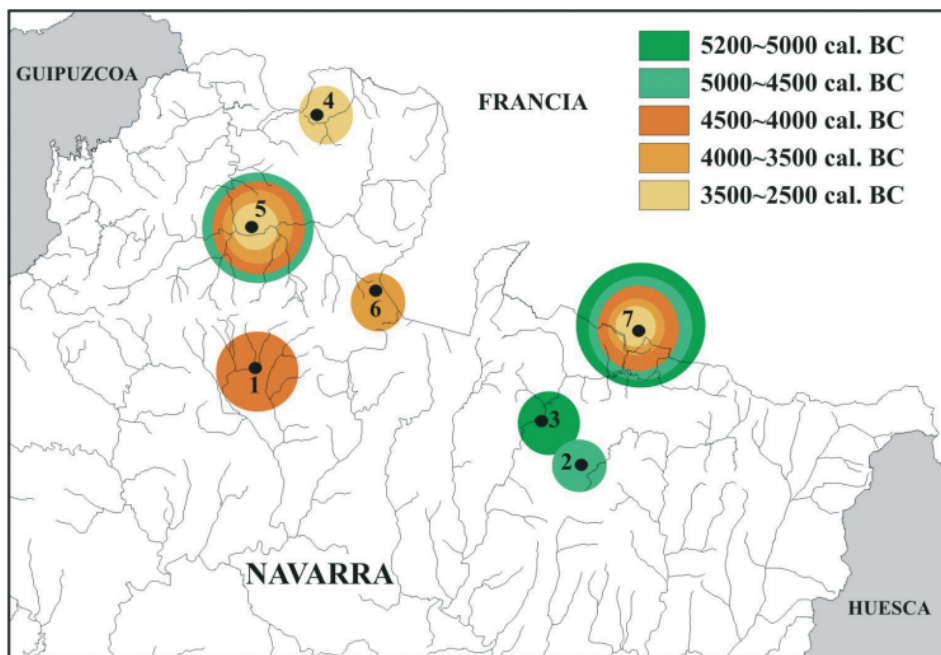 GUIPUZCOA
FRANCIA
5200~5000 cal. BC
5000~4500 cal. BC
4500~4000 cal. BC
4000~3500 cal. BC
3500~2500 cal. BC
4
5
6
7
1
3
2
NAVARRA
HUESCA